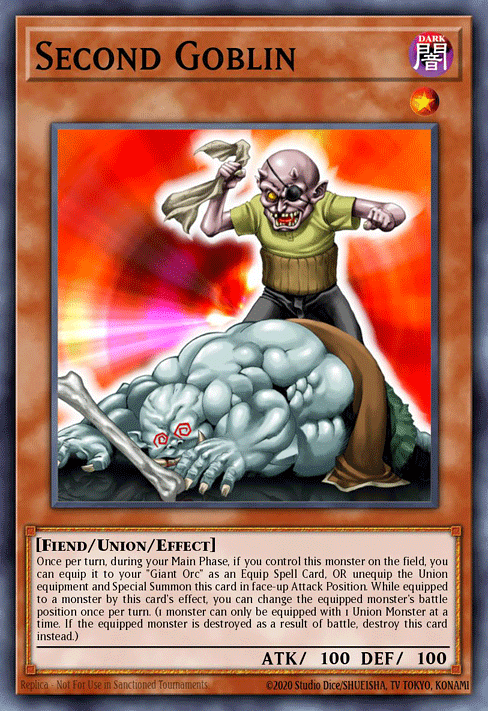 Second Goblin
DARK
闇
[Fiend/Union/Effect]
Once per turn, during your Main Phase, if you control this monster on the field, you
can equip it to your "Giant Orc" as an Equip Spell Card, OR unequip the Union
equipment and Special Summon this card in face-up Attack Position. While equipped
to a monster by this card's effect, you can change the equipped monster's battle
position once per turn. (1 monster can only be equipped with 1 Union Monster at a
time. If the equipped monster is destroyed as a result of battle, destroy this card
instead.)
ATK/ 100 DEF/ 100
Replica - Not For Use in Sanctioned Tournaments
©2020 Studio Dice/SHUEISHA, TV TOKYO, KONAMI